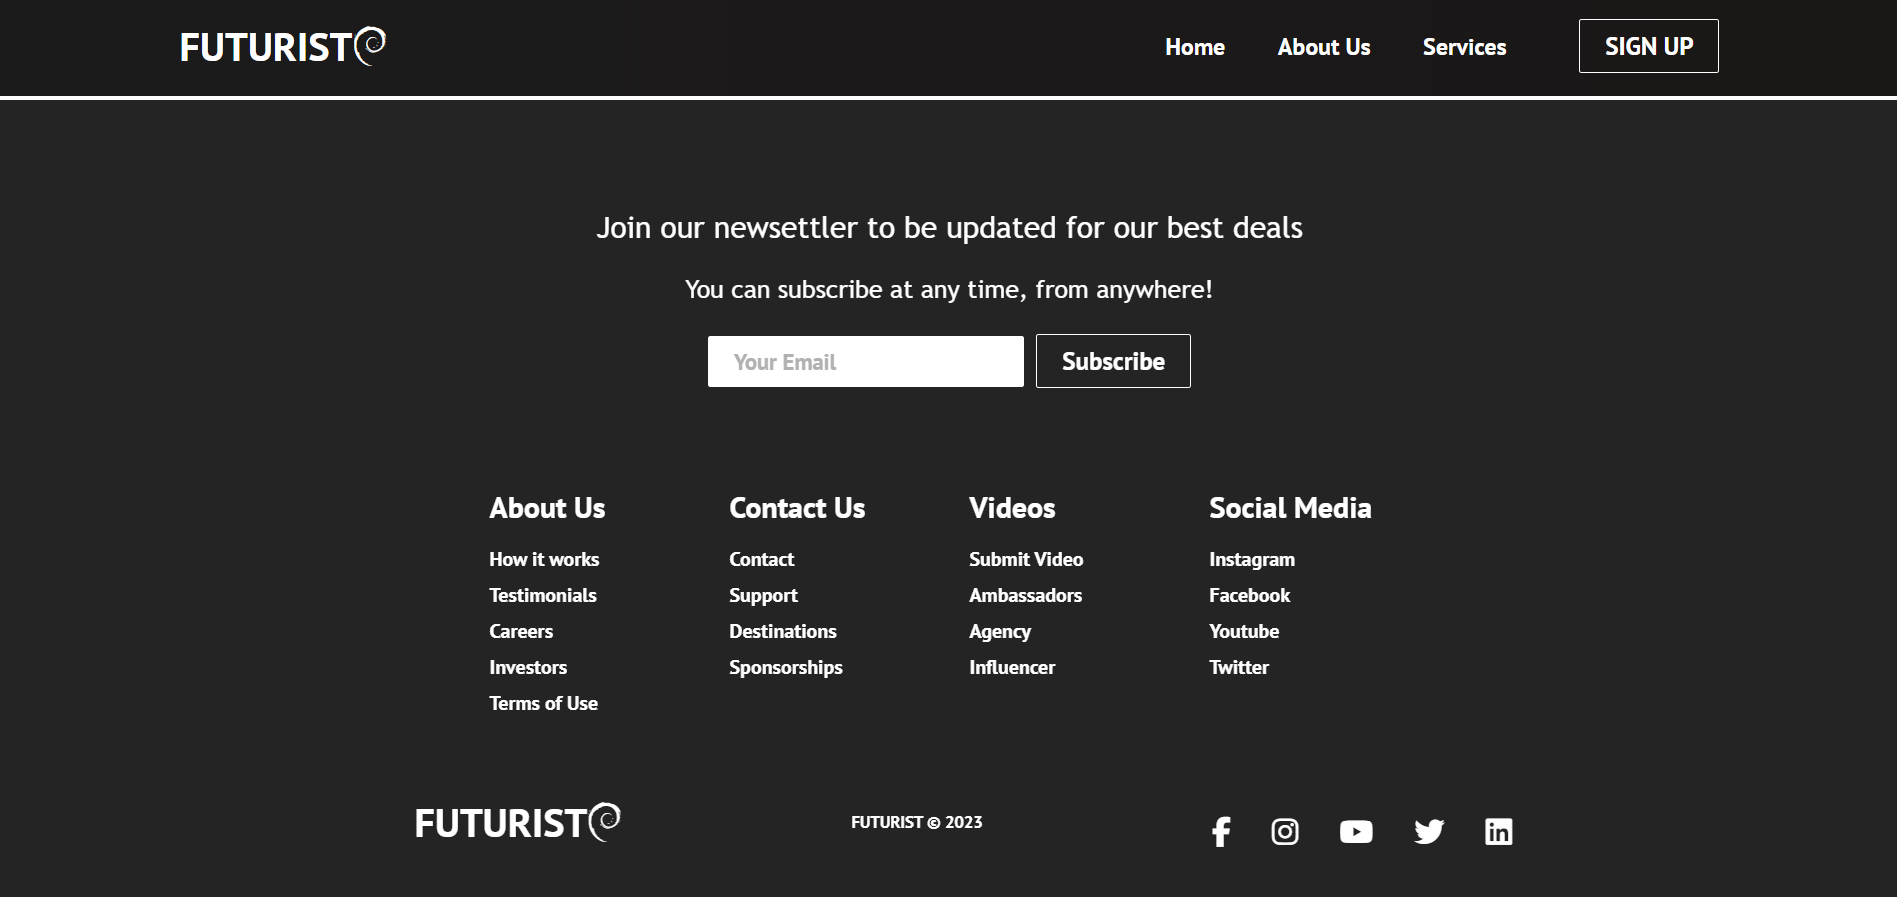 FUTURIST
Home About Us Services SIGN UP
Join our newsettler to be updated for our best deals
You can subscribe at any time, from anywhere!
Your Email Subscribe
About Us
How it works
Testimonials
Careers
Investors
Terms of Use
Contact Us
Contact
Support
Destinations
Sponsorships
Videos
Submit Video
Ambassadors
Agency
Influencer
Social Media
Instagram
Facebook
Youtube
Twitter
FUTURIST
FUTURIST © 2023